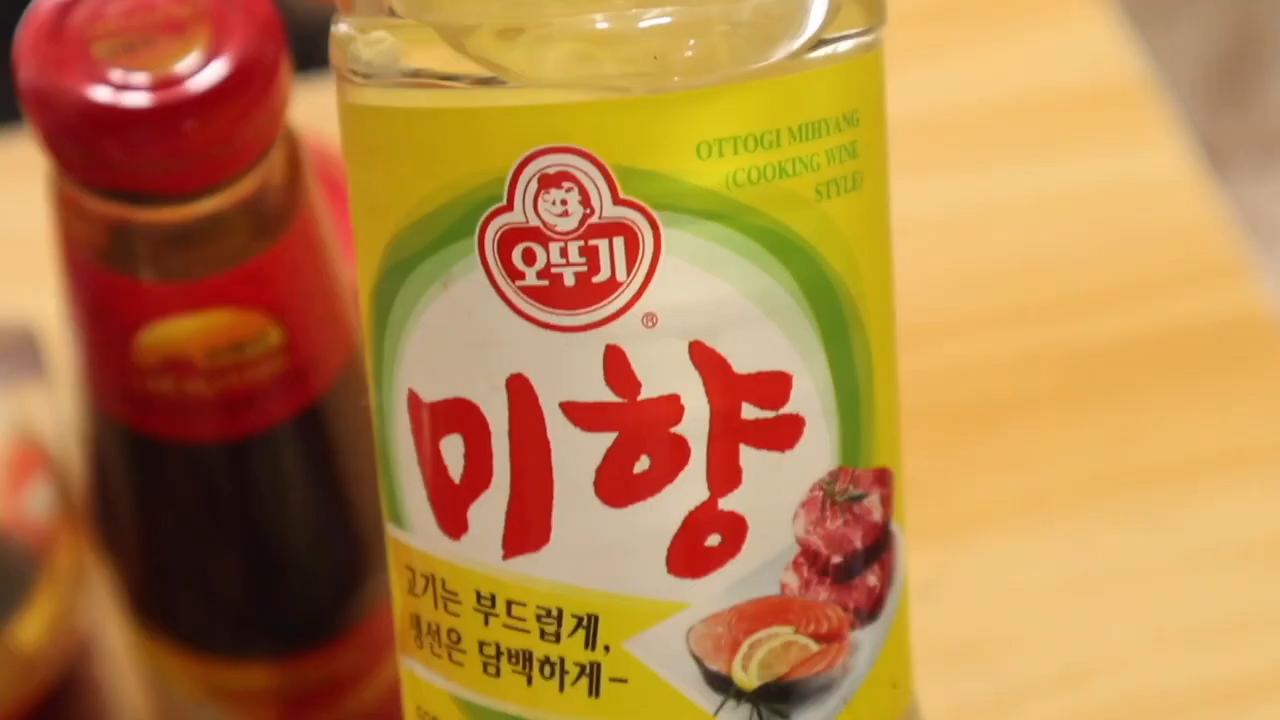 OTTOGI MIHYANG
(COOKING WINE
STYLE)
오뚜기
®
미향
고기는 부드럽게,
생선은 담백하게-